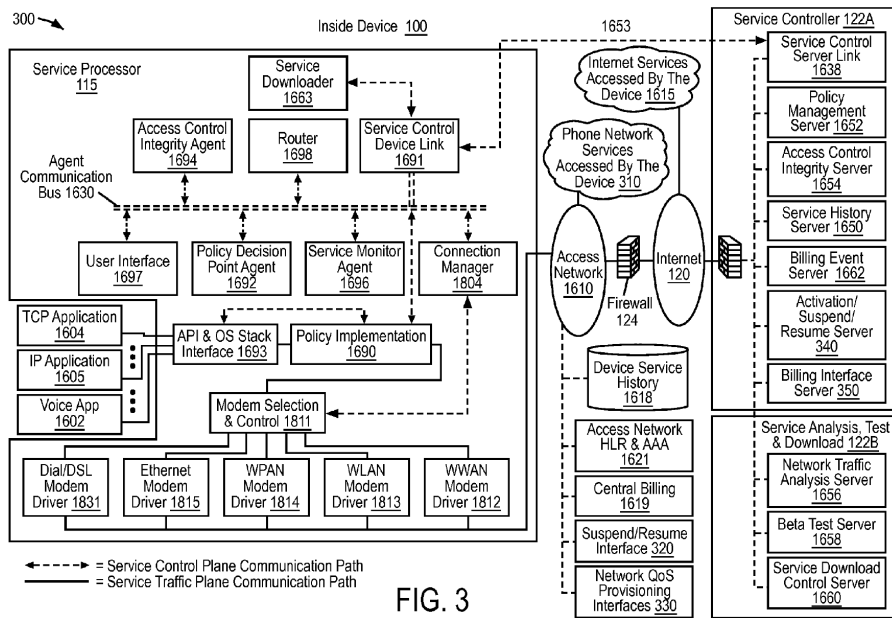 300
Inside Device 100
1653
Service Controller 122A
Service Processor
115
Service
Downloader
1663
Access Control
Integrity Agent
1694
Router
1698
Service Control
Device Link
1691
Agent
Communication
Bus 1630
User Interface
1697
Policy Decision
Point Agent
1692
Service Monitor
Agent
1696
Connection
Manager
1804
TCP Application
1604
IP Application
1605
Voice App
1602
API & OS Stack
Interface 1693
Policy Implementation
1690
Modem Selection
& Control 1811
Dial/DSL
Modem
Driver 1831
Ethernet
Modem
Driver 1815
WPAN
Modem
Driver 1814
WLAN
Modem
Driver 1813
WWAN
Modem
Driver 1812
Internet Services
Accessed By The
Device 1615
Phone Network
Services
Accessed By The
Device 310
Access
Network
1610
Firewall
124
Internet
120
Device Service
History
1618
Access Network
HLR & AAA
1621
Central Billing
1619
Suspend/Resume
Interface 320
Network QoS
Provisioning
Interfaces 330
Service Control
Server Link
1638
Policy
Management
Server 1652
Access Control
Integrity Server
1654
Service History
Server 1650
Billing Event
Server 1662
Activation/
Suspend/
Resume Server
340
Billing Interface
Server 350
Service Analysis, Test
& Download 122B
Network Traffic
Analysis Server
1656
Beta Test Server
1658
Service Download
Control Server
1660
= Service Control Plane Communication Path
= Service Traffic Plane Communication Path
FIG. 3